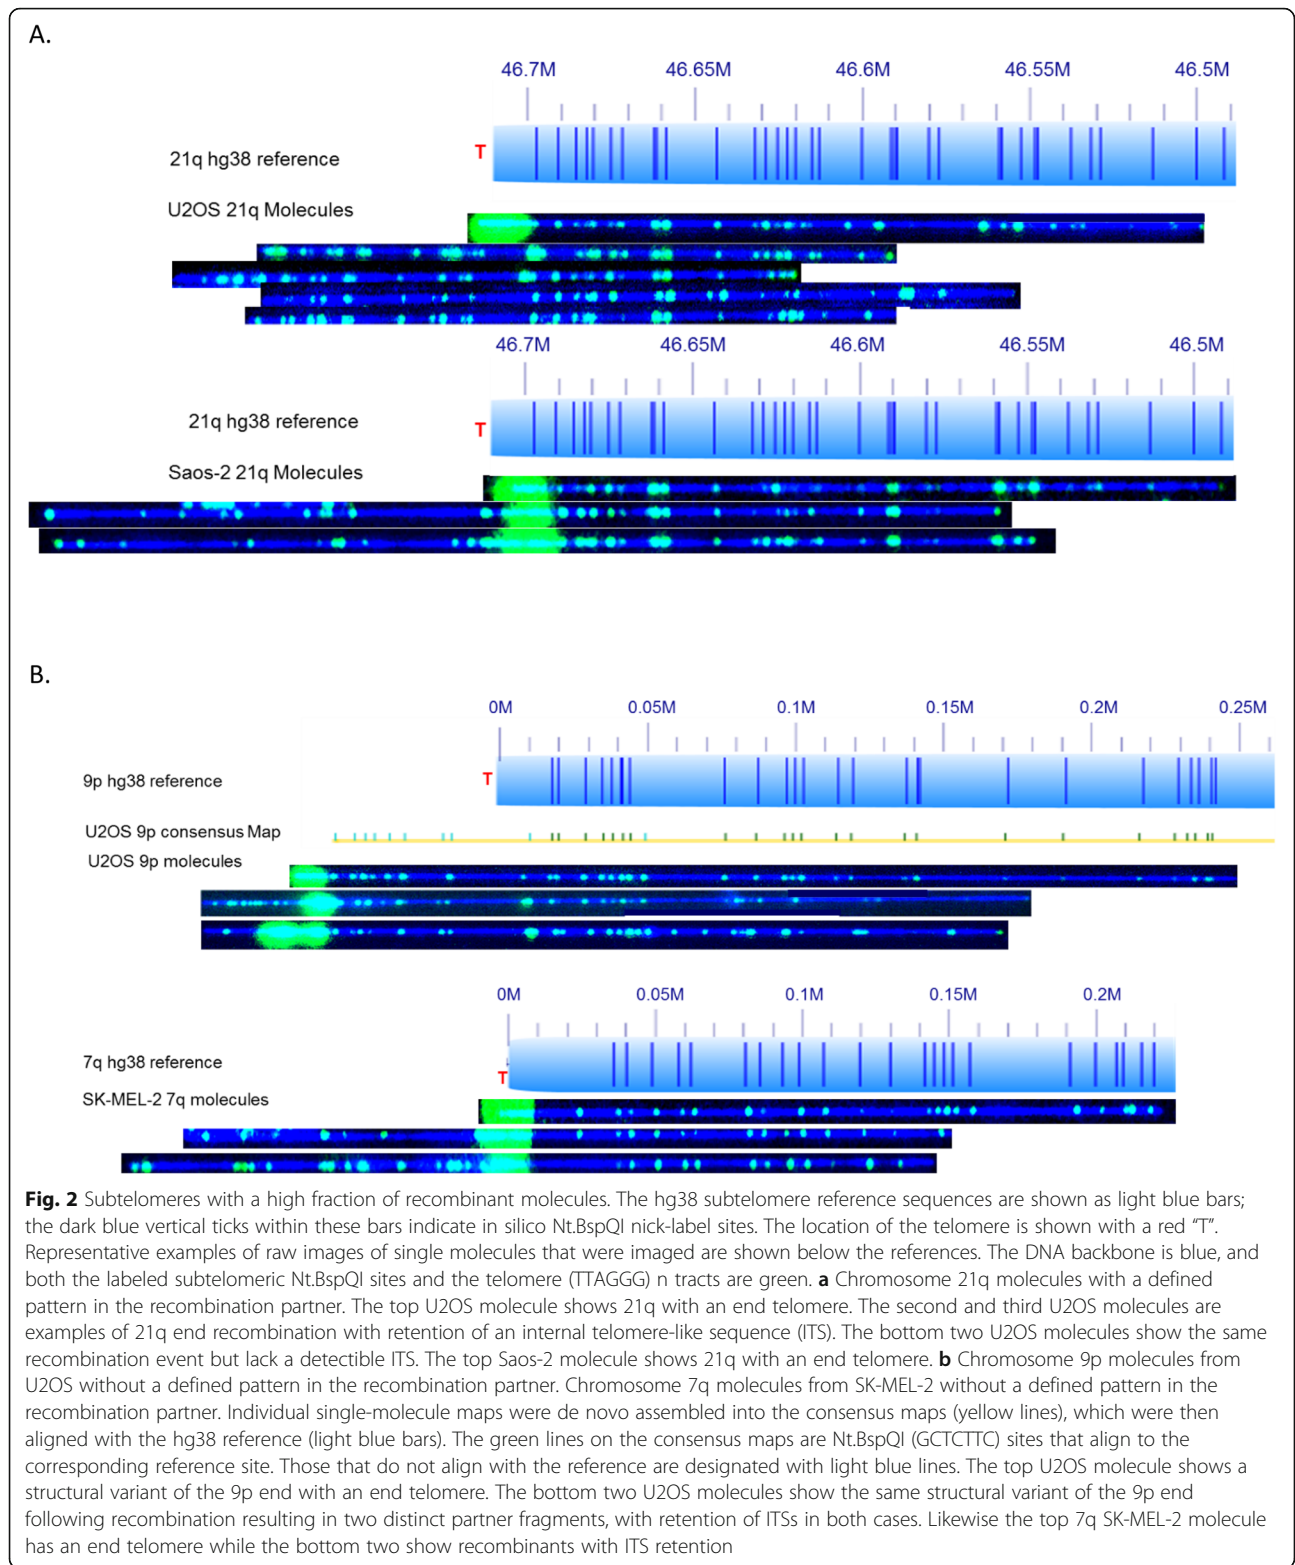 A.
46.7M 46.65M 46.6M 46.55M 46.5M
T
21q hg38 reference
U2OS 21q Molecules
46.7M 46.65M 46.6M 46.55M 46.5M
21q hg38 reference
T
Saos-2 21q Molecules
B.
0M 0.05M 0.1M 0.15M 0.2M 0.25M
9p hg38 reference
T
U2OS 9p consensus Map
U2OS 9p molecules
0M 0.05M 0.1M 0.15M 0.2M
7q hg38 reference
T
SK-MEL-2 7q molecules
Fig. 2 Subtelomeres with a high fraction of recombinant molecules. The hg38 subtelomere reference sequences are shown as light blue bars;
the dark blue vertical ticks within these bars indicate in silico Nt.BspQI nick-label sites. The location of the telomere is shown with a red “T”.
Representative examples of raw images of single molecules that were imaged are shown below the references. The DNA backbone is blue, and
both the labeled subtelomeric Nt.BspQI sites and the telomere (TTAGGG) n tracts are green. a Chromosome 21q molecules with a defined
pattern in the recombination partner. The top U2OS molecule shows 21q with an end telomere. The second and third U2OS molecules are
examples of 21q end recombination with retention of an internal telomere-like sequence (ITS). The bottom two U2OS molecules show the same
recombination event but lack a detectible ITS. The top Saos-2 molecule shows 21q with an end telomere. b Chromosome 9p molecules from
U2OS without a defined pattern in the recombination partner. Chromosome 7q molecules from SK-MEL-2 without a defined pattern in the
recombination partner. Individual single-molecule maps were de novo assembled into the consensus maps (yellow lines), which were then
aligned with the hg38 reference (light blue bars). The green lines on the consensus maps are Nt.BspQI (GCTCTTC) sites that align to the
corresponding reference site. Those that do not align with the reference are designated with light blue lines. The top U2OS molecule shows a
structural variant of the 9p end with an end telomere. The bottom two U2OS molecules show the same structural variant of the 9p end
following recombination resulting in two distinct partner fragments, with retention of ITSs in both cases. Likewise the top 7q SK-MEL-2 molecule
has an end telomere while the bottom two show recombinants with ITS retention